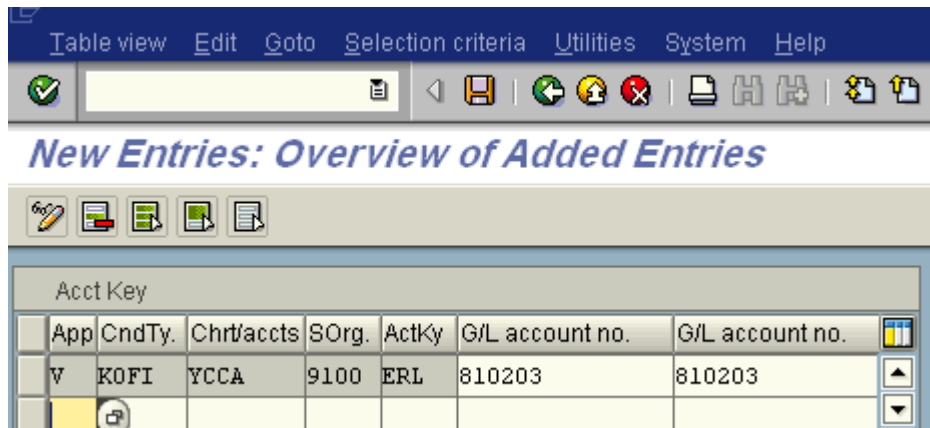 Table view Edit Goto Selection criteria Utilities System Help
New Entries: Overview of Added Entries
Acct Key
App CndTy. Chrt/accts SOrg. ActKy G/L account no. G/L account no.
V KOFI YCCA 9100 ERL 810203 810203